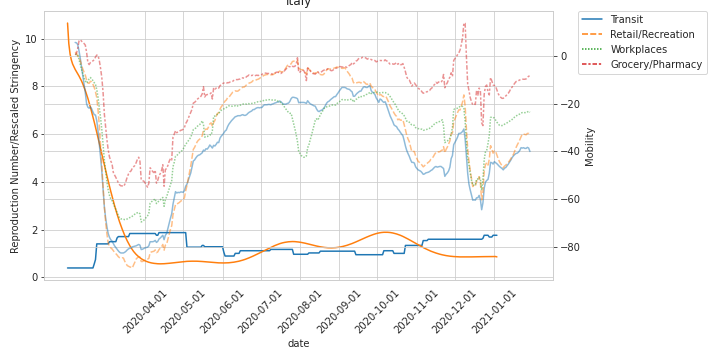 Italy
Reproduction Number/Rescaled Stringency
10
8
6
4
2
0
0
−20
−40
−60
−80
Mobility
2020-04-01
2020-05-01
2020-06-01
2020-07-01
2020-08-01
2020-09-01
2020-10-01
2020-11-01
2020-12-01
2021-01-01
date
Transit
Retail/Recreation
Workplaces
Grocery/Pharmacy